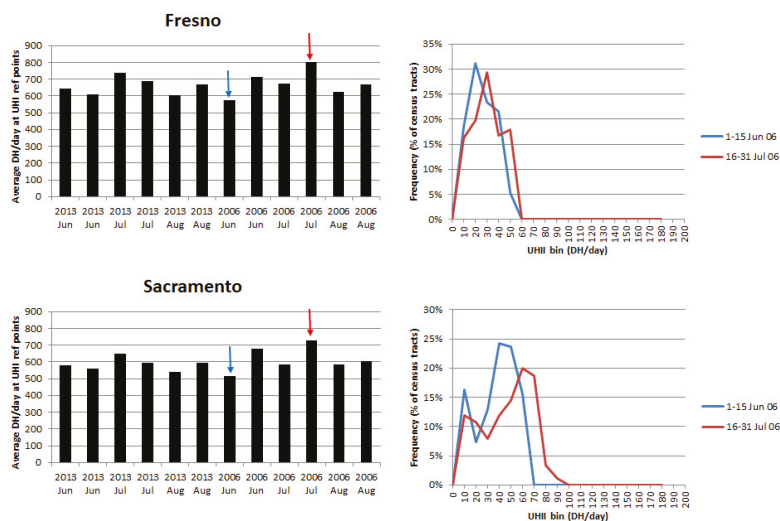 Fresno
Average DH/day at UHI ref points
900
800
700
600
500
400
300
200
100
0
2013 2013 2013 2013 2013 2013 2006 2006 2006 2006 2006 2006
Jun Jun Jul Jul Aug Aug Jun Jun Jul Jul Aug Aug
Frequency (% of census tracts)
35%
30%
25%
20%
15%
10%
5%
0%
0 10 20 30 40 50 60 70 80 90 100 110 120 130 140 150 160 170 180 190 200
UHII bin (DH/day)
1-15 Jun 06
16-31 Jul 06
Sacramento
Average DH/day at UHI ref points
900
800
700
600
500
400
300
200
100
0
2013 2013 2013 2013 2013 2013 2006 2006 2006 2006 2006 2006
Jun Jun Jul Jul Aug Aug Jun Jun Jul Jul Aug Aug
Frequency (% of census tracts)
30%
25%
20%
15%
10%
5%
0%
0 10 20 30 40 50 60 70 80 90 100 110 120 130 140 150 160 170 180 190 200
UHII bin (DH/day)
1-15 Jun 06
16-31 Jul 06